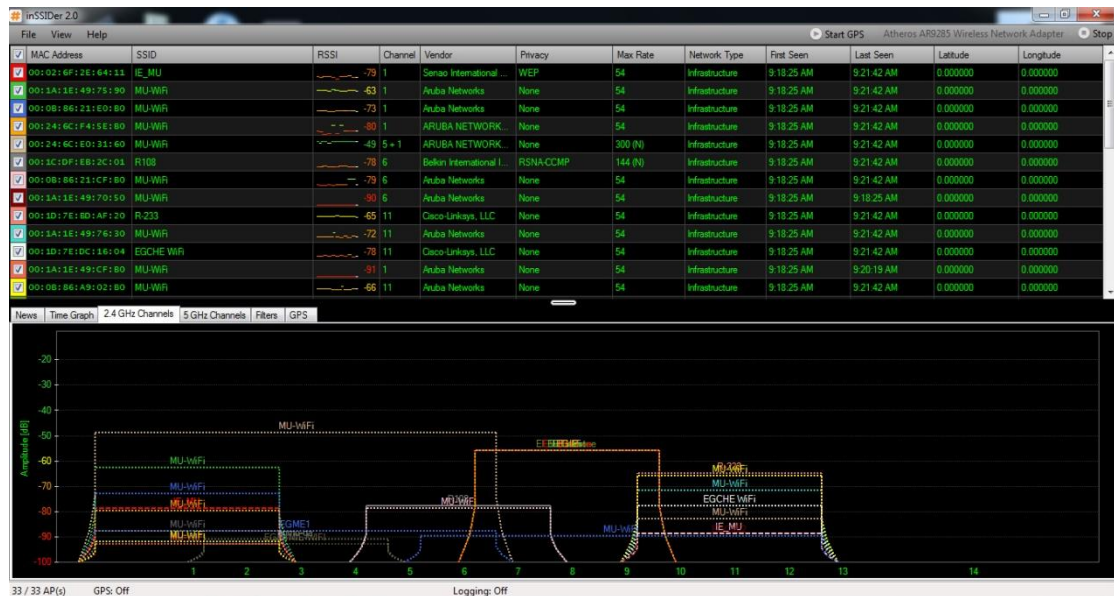 inSSIDer 2.0
File View Help Start GPS Atheros AR9285 Wireless Network Adapter Stop
MAC Address SSID RSSI Channel Vendor Privacy Max Rate Network Type First Seen Last Seen Latitude Longitude
00:02:6F:2E:64:11 IE_MU -79 1 Senao International ... WEP 54 Infrastructure 9:18:25 AM 9:21:42 AM 0.000000 0.000000
00:1A:1E:49:75:90 MU-WiFi -63 1 Aruba Networks None 54 Infrastructure 9:18:25 AM 9:21:42 AM 0.000000 0.000000
00:0B:86:21:E0:B0 MU-WiFi -73 1 Aruba Networks None 54 Infrastructure 9:18:25 AM 9:21:42 AM 0.000000 0.000000
00:24:6C:F4:5E:80 MU-WiFi -80 1 ARUBA NETWORK... None 54 Infrastructure 9:18:25 AM 9:21:42 AM 0.000000 0.000000
00:24:6C:E0:31:60 MU-WiFi -49 5 + 1 ARUBA NETWORK... None 300 (N) Infrastructure 9:18:25 AM 9:21:42 AM 0.000000 0.000000
00:1C:DF:EB:2C:01 R108 -78 6 Belkin International I... RSNA-CCMP 144 (N) Infrastructure 9:18:25 AM 9:21:42 AM 0.000000 0.000000
00:0B:86:21:CF:B0 MU-WiFi -79 6 Aruba Networks None 54 Infrastructure 9:18:25 AM 9:21:42 AM 0.000000 0.000000
00:1A:1E:49:70:50 MU-WiFi -90 6 Aruba Networks None 54 Infrastructure 9:18:25 AM 9:18:25 AM 0.000000 0.000000
00:1D:7E:BD:AF:20 R-233 -65 11 Cisco-Linksys, LLC None 54 Infrastructure 9:18:25 AM 9:21:42 AM 0.000000 0.000000
00:1A:1E:49:76:30 MU-WiFi -72 11 Aruba Networks None 54 Infrastructure 9:18:25 AM 9:21:42 AM 0.000000 0.000000
00:1D:7E:DC:16:04 EGCHE WiFi -78 11 Cisco-Linksys, LLC None 54 Infrastructure 9:18:25 AM 9:21:42 AM 0.000000 0.000000
00:1A:1E:49:CF:80 MU-WiFi -91 1 Aruba Networks None 54 Infrastructure 9:18:25 AM 9:20:19 AM 0.000000 0.000000
00:0B:86:A9:02:B0 MU-WiFi -66 11 Aruba Networks None 54 Infrastructure 9:18:25 AM 9:21:42 AM 0.000000 0.000000
News Time Graph 2.4 GHz Channels 5 GHz Channels Filters GPS
Amplitude [dB]
-20
-30
-40
-50
-60
-70
-80
-90
-100
MU-WiFi
MU-WiFi
MU-WiFi
MU-WiFi
MU-WiFi
MU-WiFi
EGME1
MU-WiFi
MU-WiFi
MU-WiFi
MU-WiFi
EGCHE WiFi
MU-WiFi
IE_MU
1 2 3 4 5 6 7 8 9 10 11 12 13 14
33 / 33 AP(s) GPS: Off Logging: Off